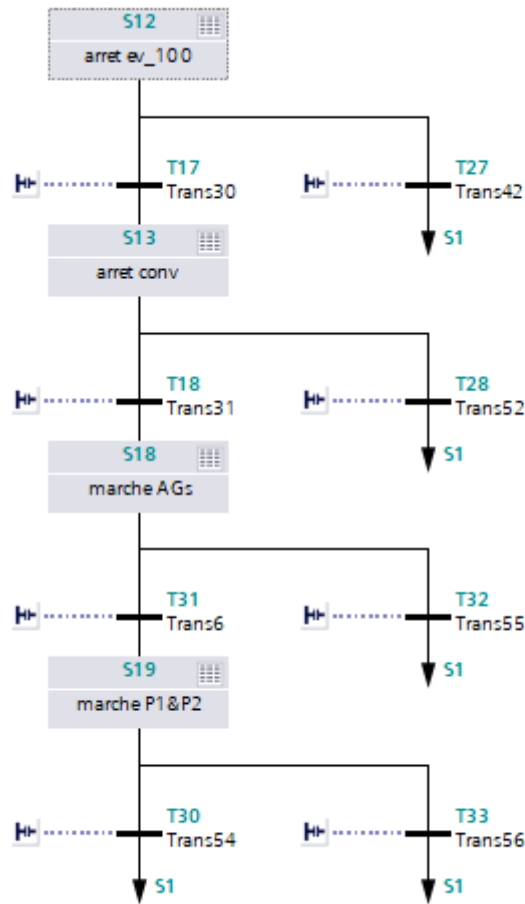 S12
arret ev_100
T17
Trans30
T27
Trans42
S1
S13
arret conv
T18
Trans31
T28
Trans52
S1
S18
marche AGs
T31
Trans6
T32
Trans55
S1
S19
marche P1&P2
T30
Trans54
T33
Trans56
S1
S1